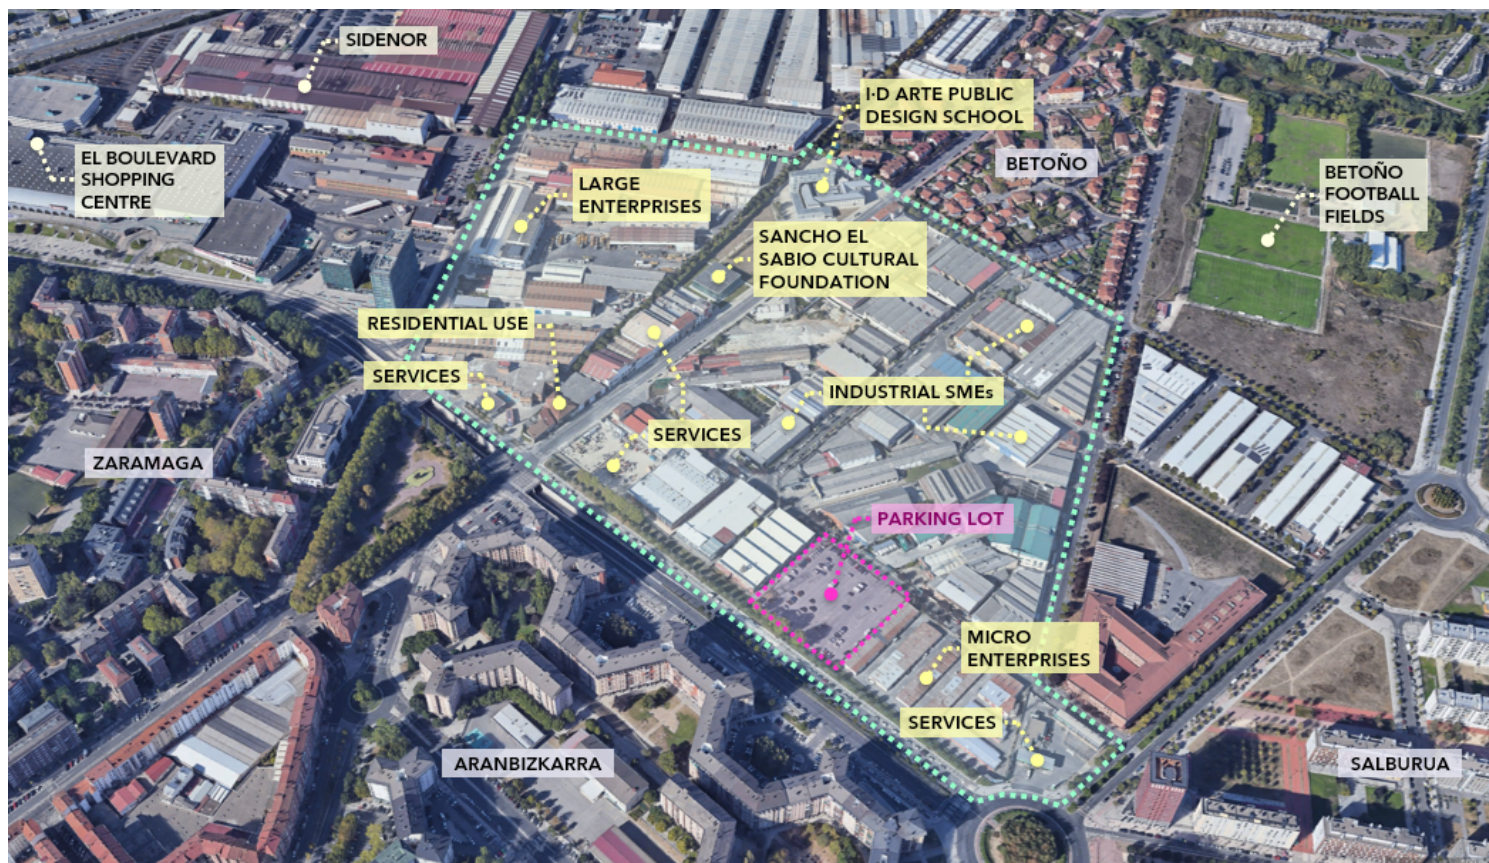 SIDENOR
I·D ARTE PUBLIC
DESIGN SCHOOL
EL BOULEVARD
SHOPPING
CENTRE
BETOÑO
BETOÑO
FOOTBALL
FIELDS
LARGE
ENTERPRISES
SANCHO EL
SABIO CULTURAL
FOUNDATION
RESIDENTIAL USE
SERVICES
INDUSTRIAL SMEs
SERVICES
ZARAMAGA
PARKING LOT
MICRO
ENTERPRISES
SERVICES
ARANBIZKARRA
SALBURUA